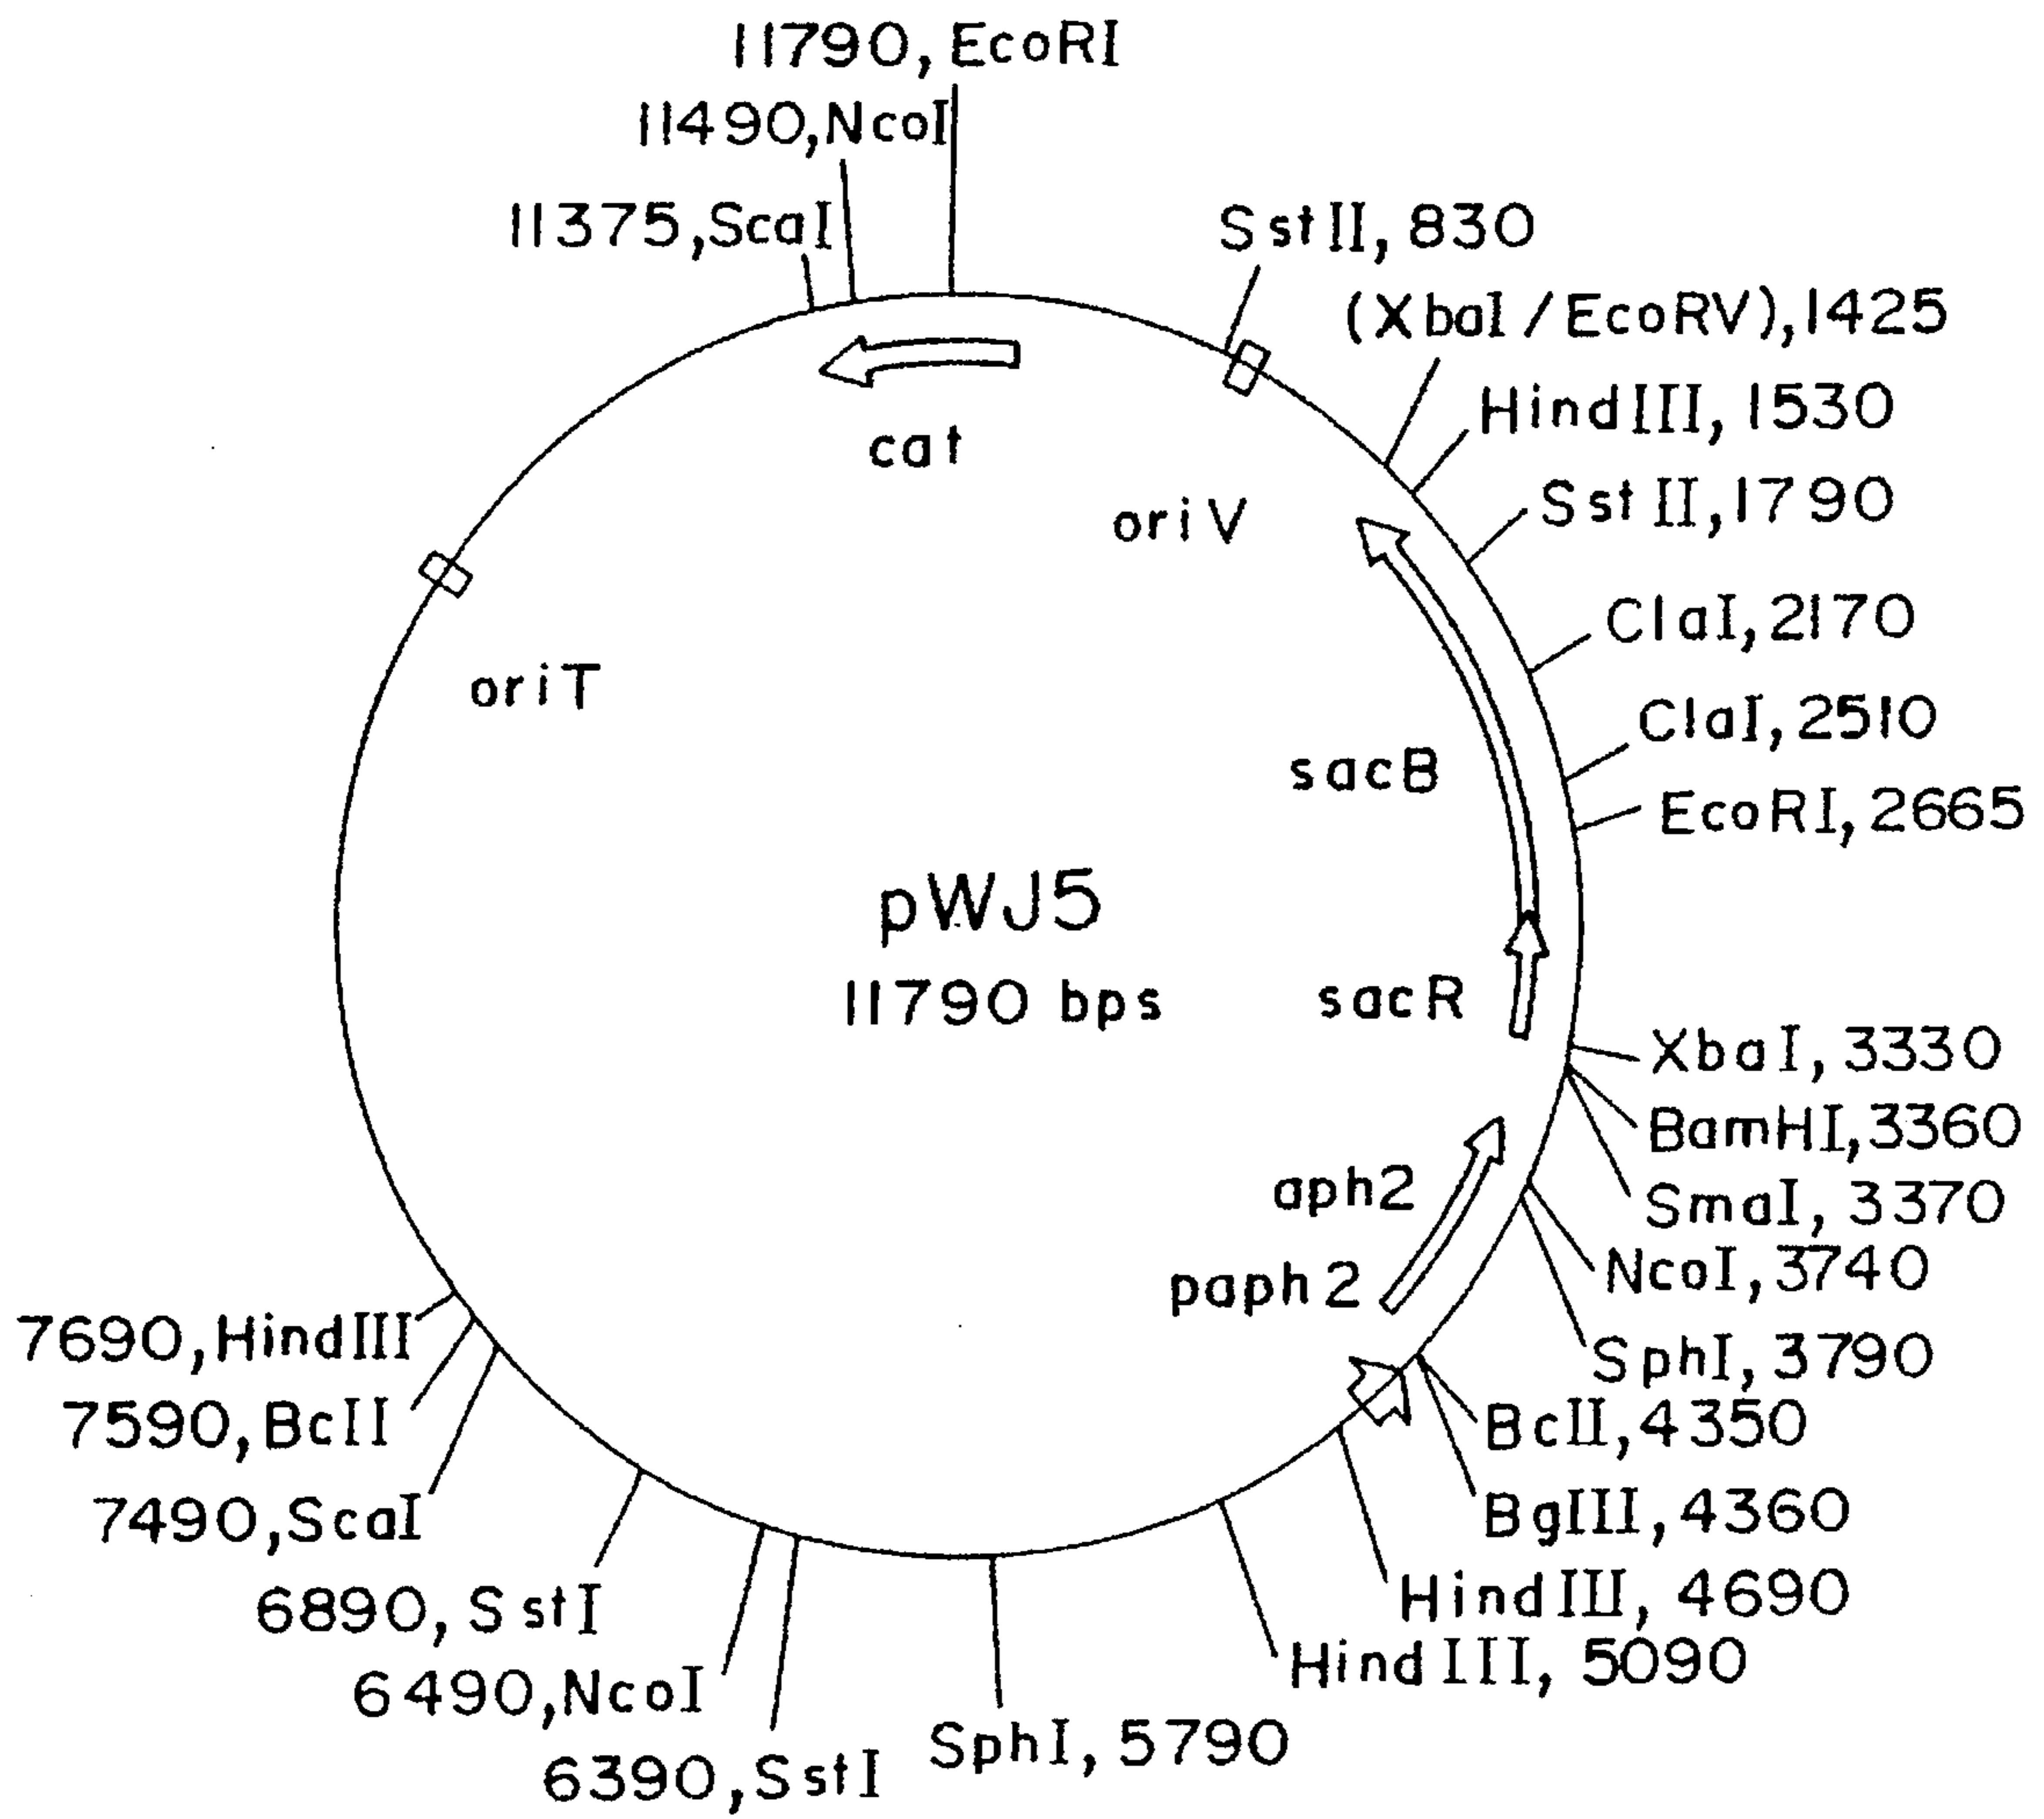 11790, EcoRI
11490,NcoI
11375,ScaI
SstII, 830
(XbaI/EcoRV),1425
HindIII, 1530
SstII,1790
ClaI,2170
ClaI,2510
EcoRI,2665
cat
oriV
oriT
sacB
pWJ5
11790 bps
sacR
XbaI, 3330
BamHI,3360
SmaI, 3370
NcoI,3740
SphI,3790
BclI,4350
BglII,4360
HindIII, 4690
HindIII, 5090
aph2
paph2
7690,HindIII
7590,BclI
7490,ScaI
6890, SstI
6490,NcoI
6390,SstI
SphI, 5790